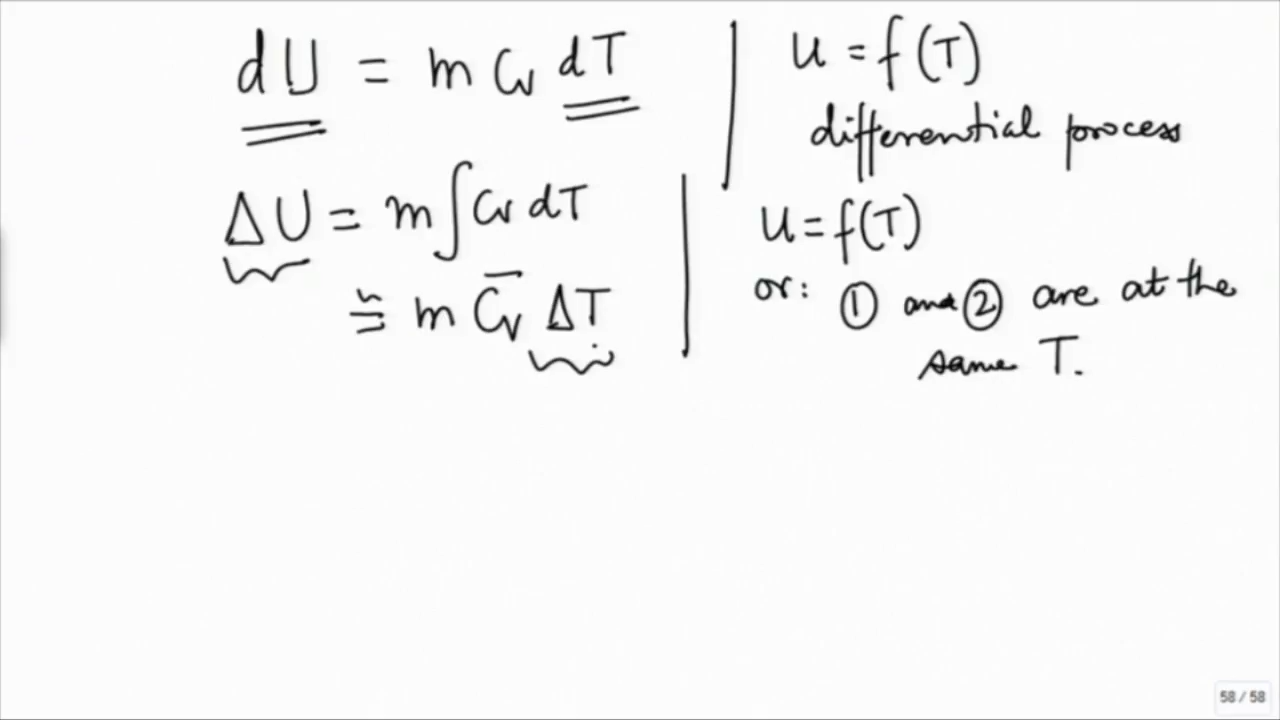 dU = m Cv dT | U = f(T)
differential process
ΔU = m∫Cv dT | U = f(T)
or: ① and ② are at the
≅ m C̅v ΔT
same T.
58 / 58